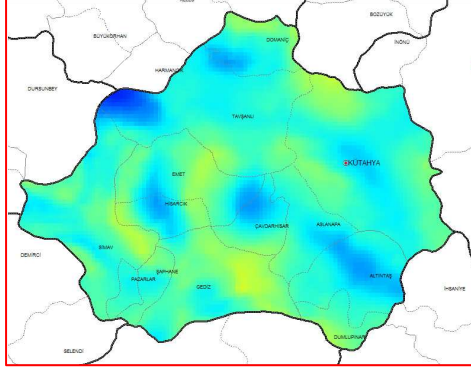 BOZÜYÜK
BÜYÜKORHAN
DOMANİÇ
İNÖNÜ
HARMANCIK
DURSUNBEY
TAVŞANLI
KÜTAHYA
EMET
HİSARCIK
ÇAVDARHİSAR
ASLANAPA
SİMAV
DEMİRCİ
ŞAPHANE
PAZARLAR
GEDİZ
ALTINTAŞ
İHSANİYE
DUMLUPINAR
SELENDİ